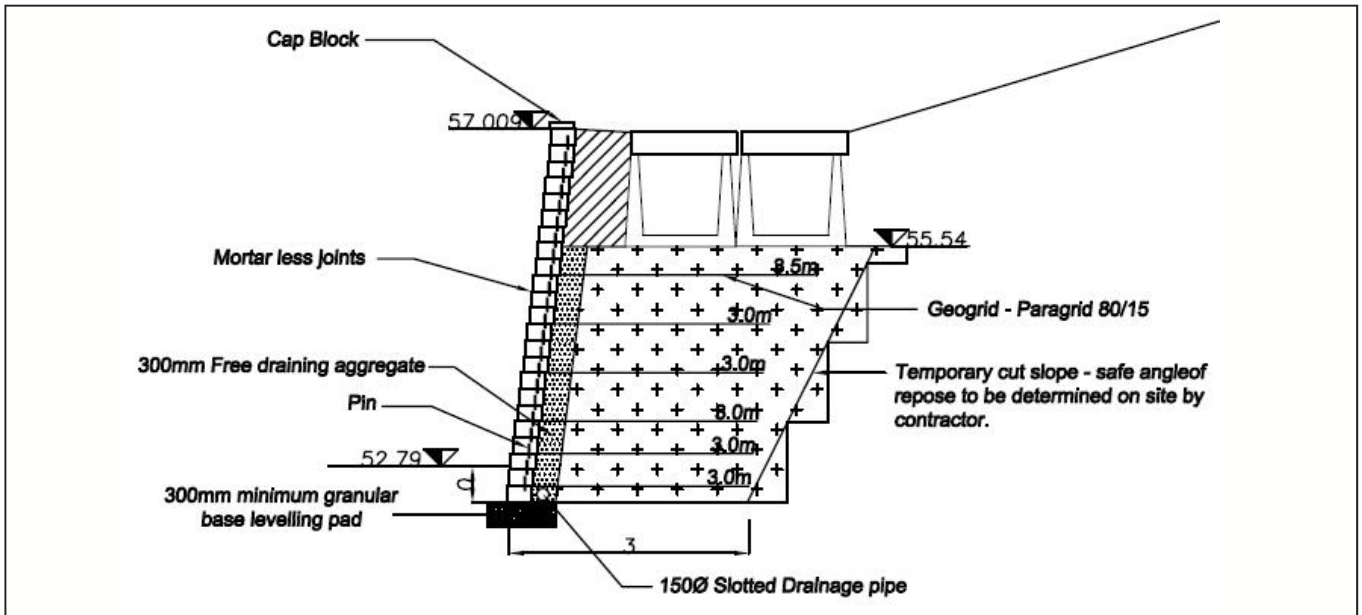 Cap Block
57.009
Mortar less joints
55.54
3.5m
Geogrid - Paragrid 80/15
3.0m
300mm Free draining aggregate
3.0m
Temporary cut slope - safe angleof
repose to be determined on site by
contractor.
Pin
3.0m
3.0m
52.79
D
3.0m
300mm minimum granular
base levelling pad
3
150Ø Slotted Drainage pipe